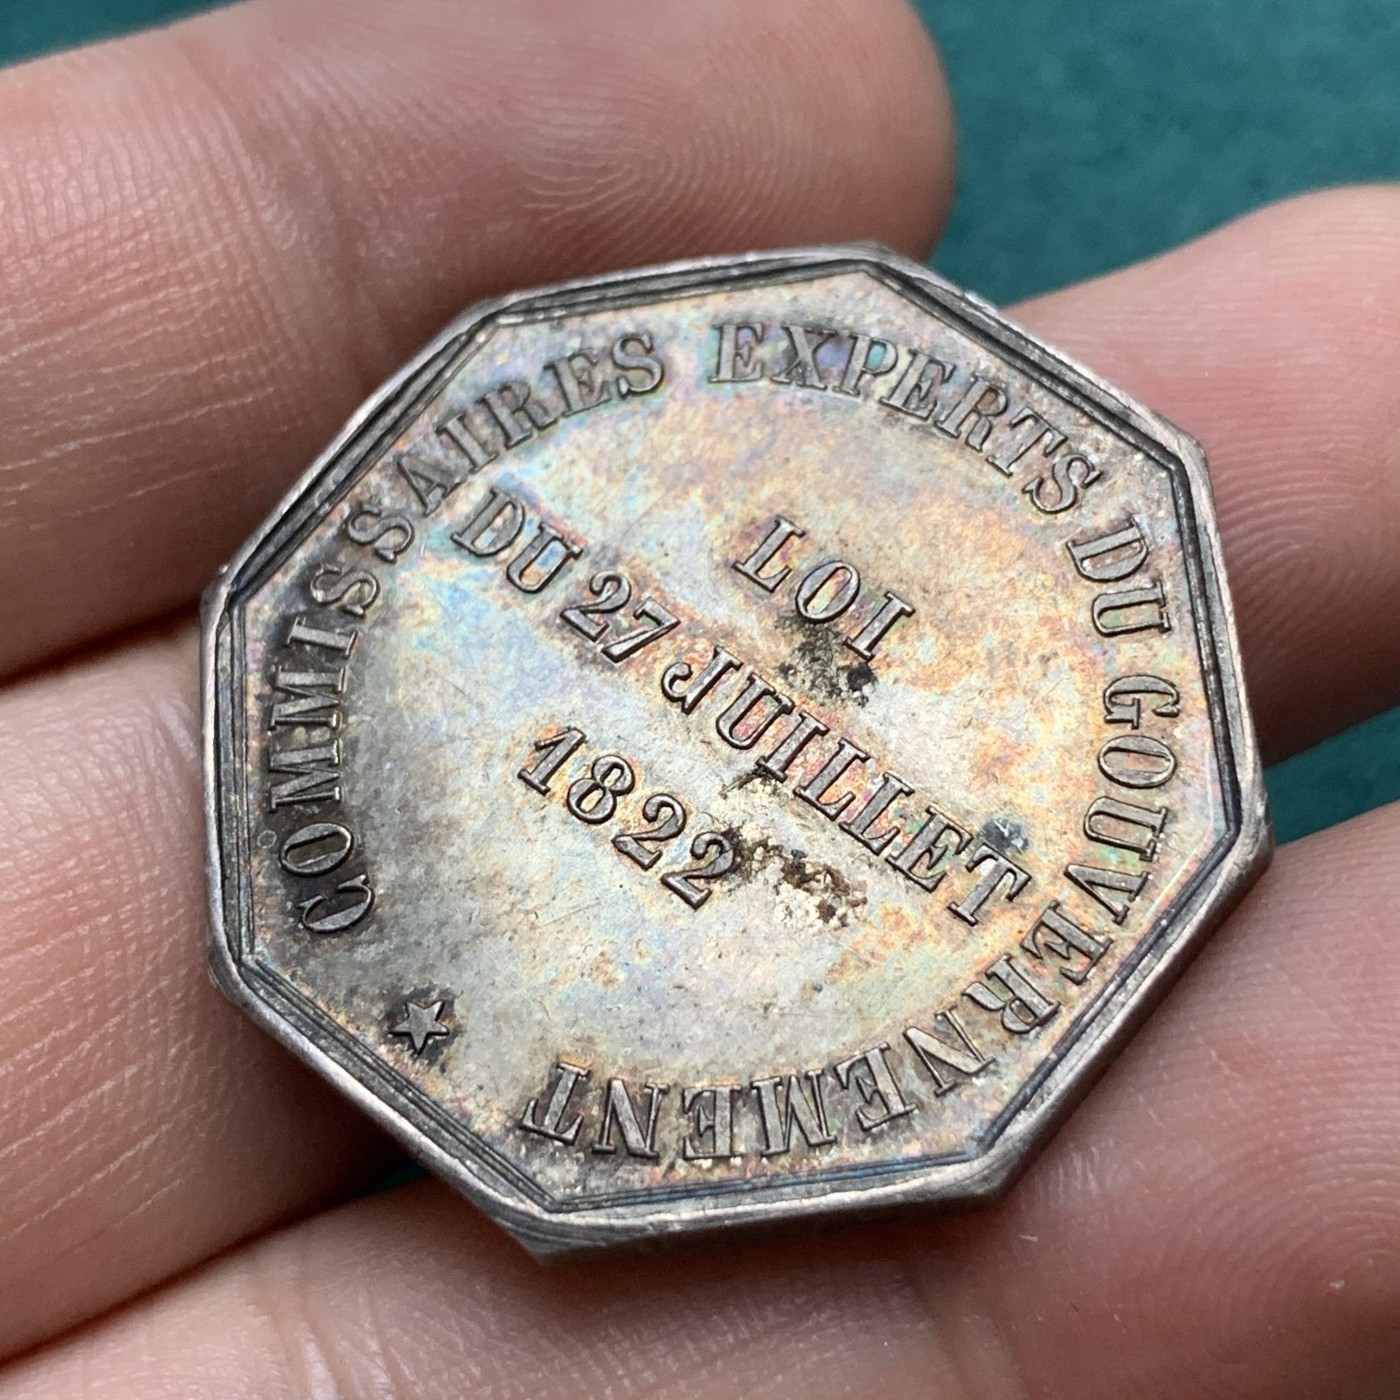 COMMISSAIRES EXPERTS DU GOUVERNEMENT
LOI
DU 27 JUILLET
1822